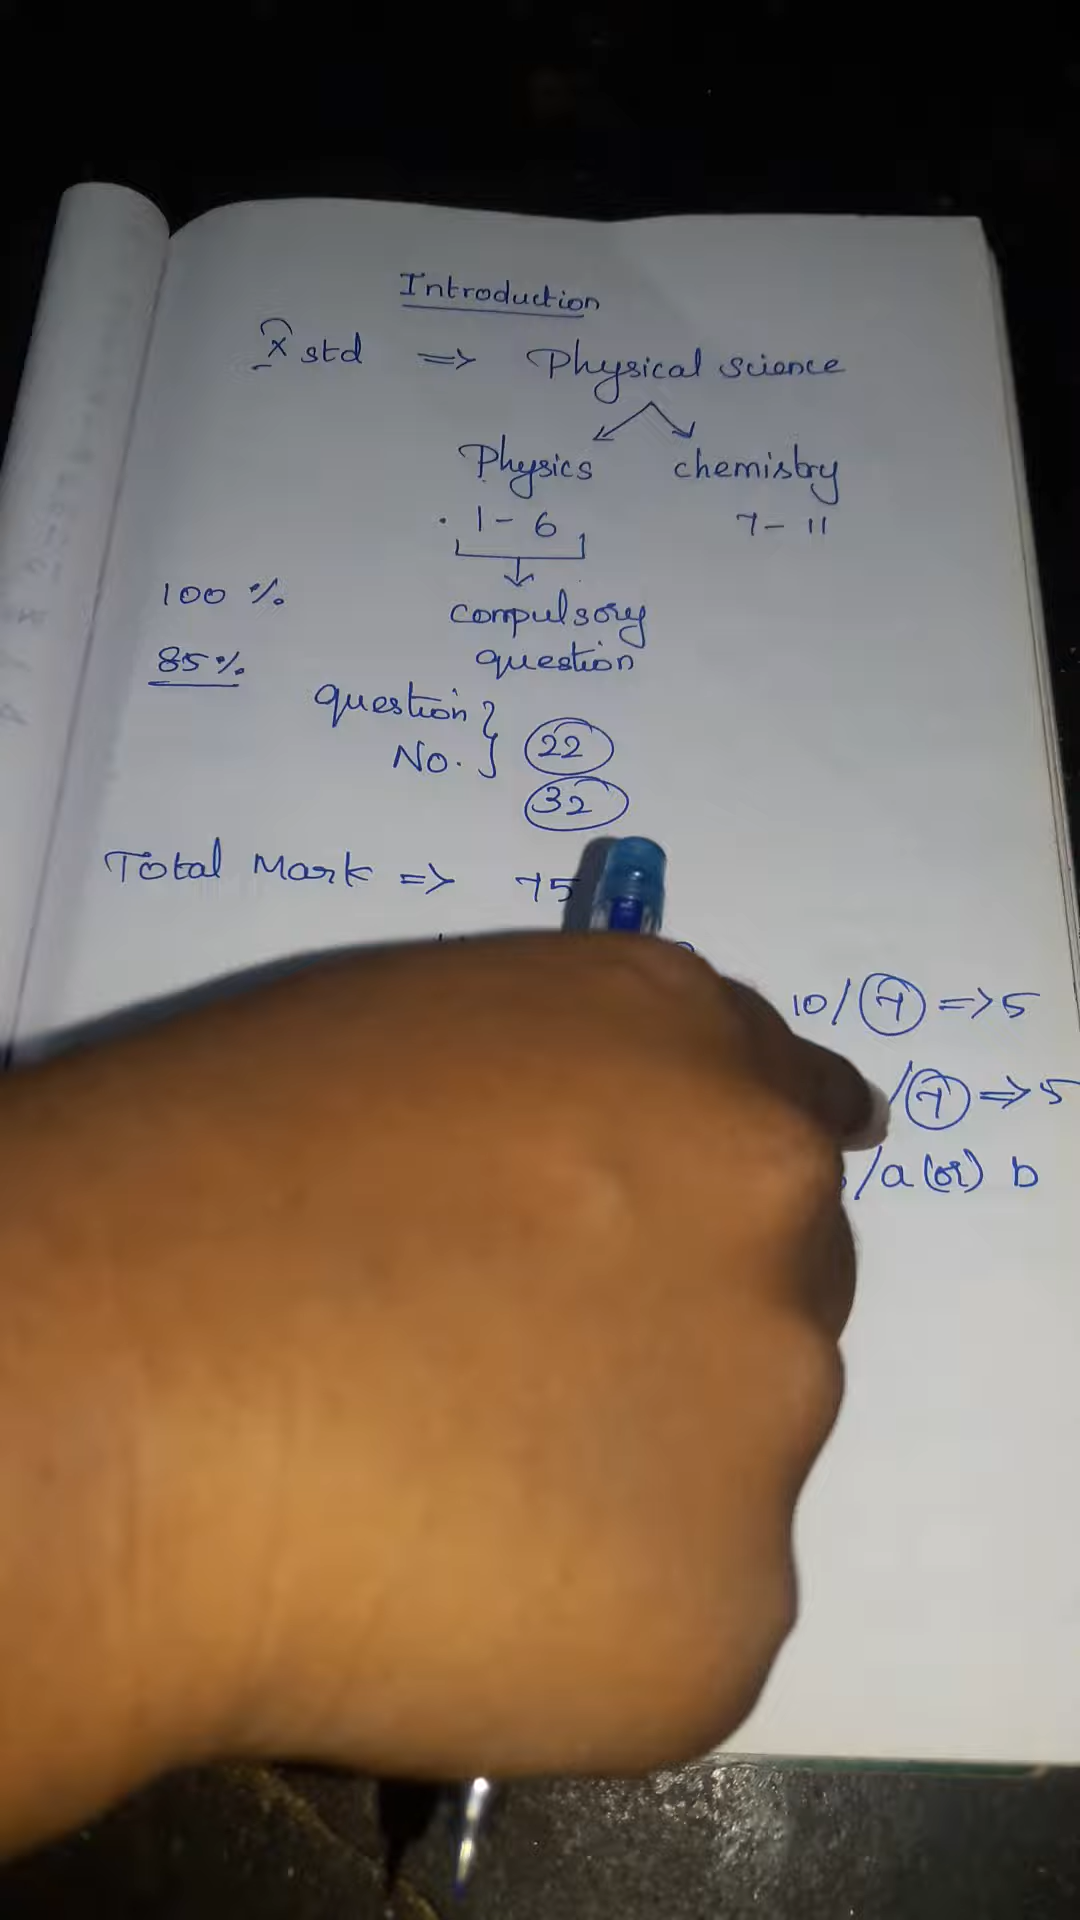 Introduction
X std => Physical science
Physics chemistry
1-6 7-11
100 % compulsory
85% question
question
No. } 22
32
Total Mark => 75
10/7 =>5
/7 =>5
/a (or) b